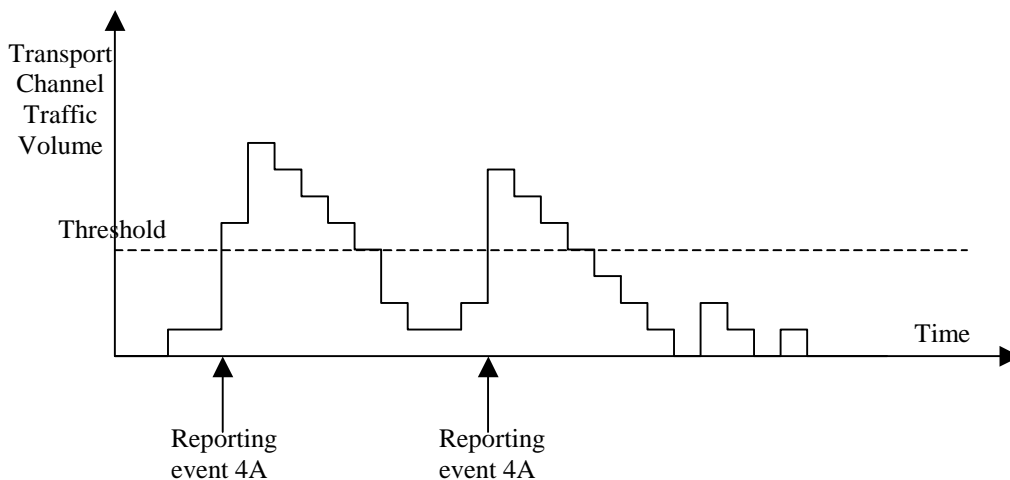 Transport
Channel
Traffic
Volume
Threshold
Time
Reporting
event 4A
Reporting
event 4A